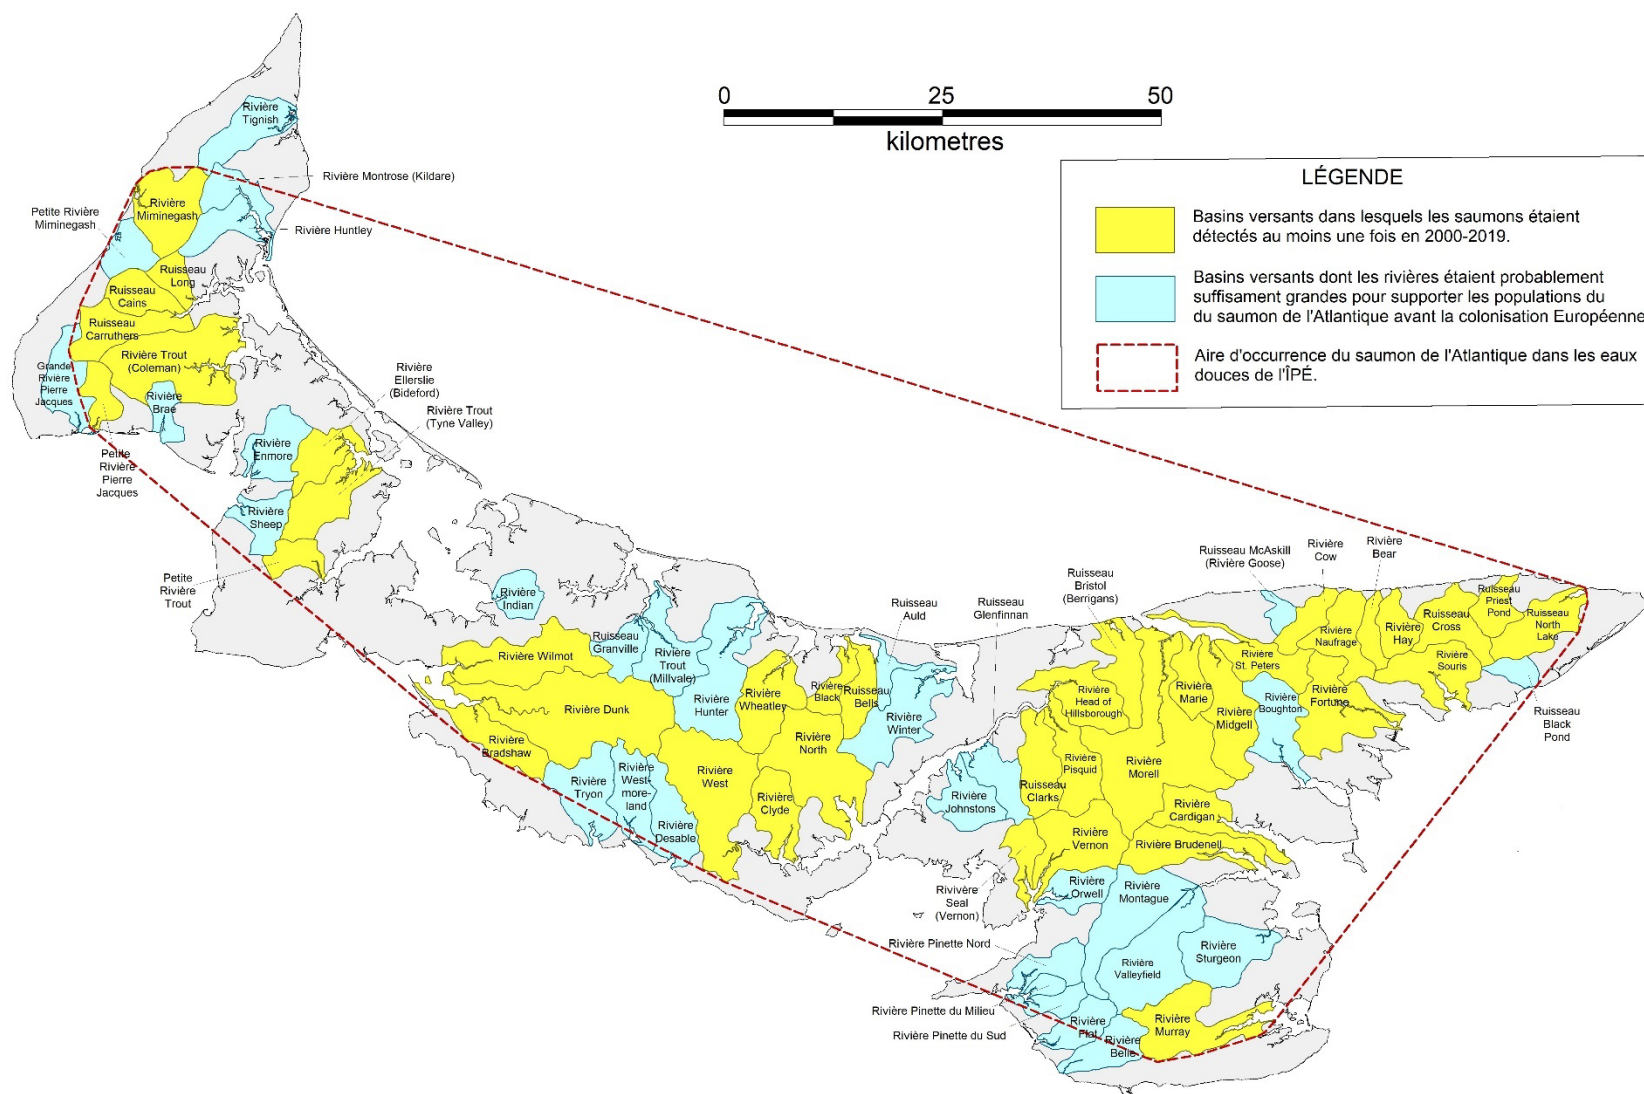 0 25 50
kilometres
LÉGENDE
Basins versants dans lesquels les saumons étaient
détectés au moins une fois en 2000-2019.
Basins versants dont les rivières étaient probablement
suffisament grandes pour supporter les populations du
du saumon de l'Atlantique avant la colonisation Européenne
Aire d'occurrence du saumon de l'Atlantique dans les eaux
douces de l'ÎPÉ.
Rivière
Tignish
Rivière Montrose (Kildare)
Rivière
Miminegash
Petite Rivière
Miminegash
Rivière Huntley
Ruisseau
Long
Ruisseau
Cains
Ruisseau
Carruthers
Rivière Trout
(Coleman)
Grande
Rivière
Pierre
Jacques
Rivière
Brae
Petite
Rivière
Pierre
Jacques
Rivière
Ellerslie
(Bideford)
Rivière Trout
(Tyne Valley)
Rivière
Enmore
Rivière
Sheep
Petite
Rivière
Trout
Rivière
Indian
Rivière Wilmot
Ruisseau
Granville
Rivière
Trout
(Millvale)
Rivière
Hunter
Rivière Dunk
Rivière
Bradshaw
Rivière
Tryon
Rivière
West-
more-
land
Rivière
Desable
Rivière
West
Rivière
Wheatley
Rivière
Black
Ruisseau
Bells
Rivière
North
Rivière
Clyde
Ruisseau
Auld
Rivière
Winter
Ruisseau
Glenfinnan
Rivière
Johnstons
Ruisseau
Bristol
(Berrigans)
Rivière
Head of
Hillsborough
Rivière
Pisquid
Ruisseau
Clarks
Rivière
Morell
Rivière
Marie
Rivière
Midgell
Rivière
St. Peters
Rivière
Cardigan
Rivière
Vernon
Rivière Brudenell
Rivière
Boughton
Rivière
Fortune
Ruisseau McAskill
(Rivière Goose)
Rivière
Cow
Rivière
Bear
Rivière
Naufrage
Rivière
Hay
Ruisseau
Cross
Ruisseau
Priest
Pond
Ruisseau
North
Lake
Rivière
Souris
Ruisseau
Black
Pond
Rivière
Seal
(Vernon)
Rivière
Orwell
Rivière
Montague
Rivière
Sturgeon
Rivière
Valleyfield
Rivière Pinette Nord
Rivière Pinette du Milieu
Rivière Pinette du Sud
Rivière
Flat
Rivière
Belle
Rivière
Murray